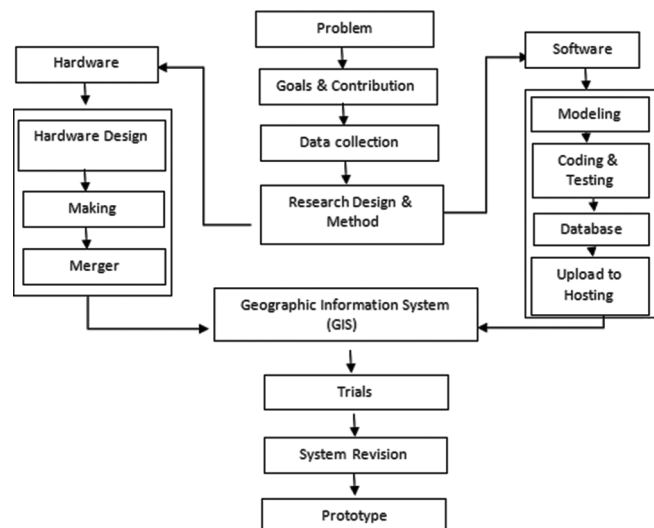 Problem
Hardware
Software
Goals & Contribution
Hardware Design
Data collection
Modeling
Coding &
Testing
Making
Research Design &
Method
Database
Merger
Upload to
Hosting
Geographic Information System
(GIS)
Trials
System Revision
Prototype